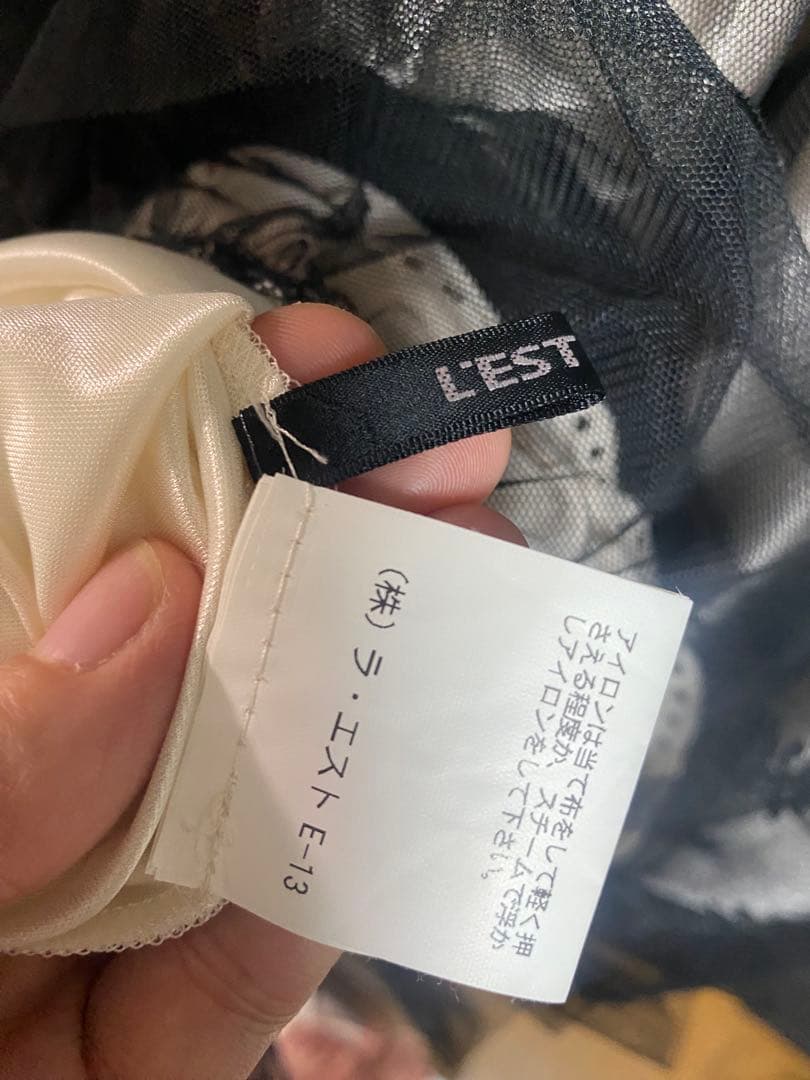 L'EST
アイロンは当て布をして軽く押
さえる程度か、スチームで浮か
しアイロンをして下さい。
(株)ラ・エスト E-13